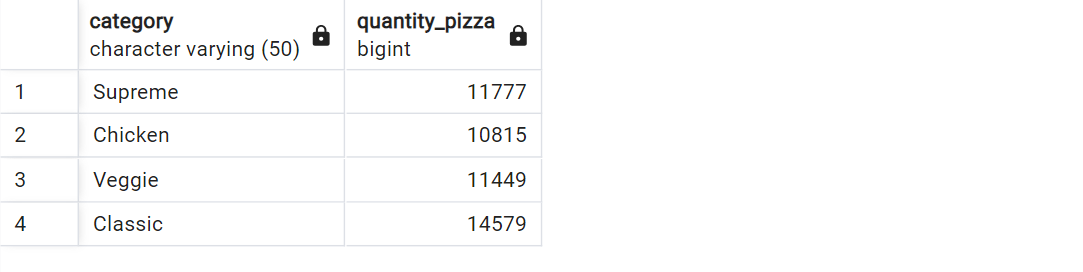 category quantity_pizza
character varying (50) bigint
1 Supreme 11777
2 Chicken 10815
3 Veggie 11449
4 Classic 14579